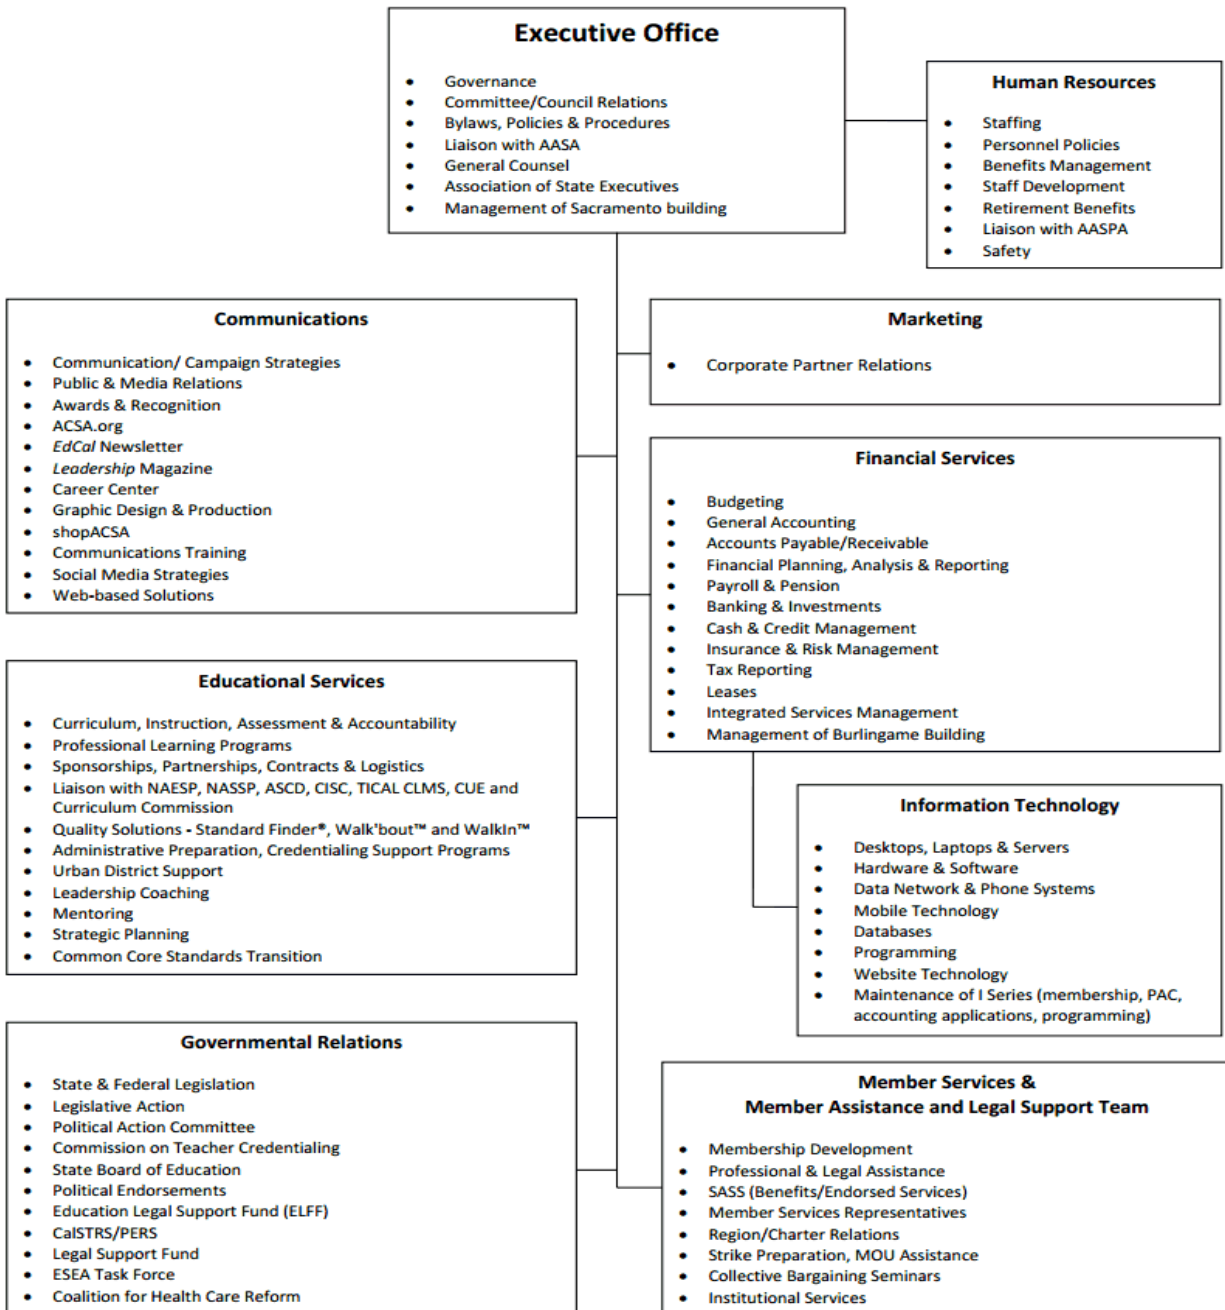 Executive Office
• Governance
• Committee/Council Relations
• Bylaws, Policies & Procedures
• Liaison with AASA
• General Counsel
• Association of State Executives
• Management of Sacramento building
Human Resources
• Staffing
• Personnel Policies
• Benefits Management
• Staff Development
• Retirement Benefits
• Liaison with AASPA
• Safety
Communications
• Communication/ Campaign Strategies
• Public & Media Relations
• Awards & Recognition
• ACSA.org
• EdCal Newsletter
• Leadership Magazine
• Career Center
• Graphic Design & Production
• shopACSA
• Communications Training
• Social Media Strategies
• Web-based Solutions
Marketing
• Corporate Partner Relations
Financial Services
• Budgeting
• General Accounting
• Accounts Payable/Receivable
• Financial Planning, Analysis & Reporting
• Payroll & Pension
• Banking & Investments
• Cash & Credit Management
• Insurance & Risk Management
• Tax Reporting
• Leases
• Integrated Services Management
• Management of Burlingame Building
Educational Services
• Curriculum, Instruction, Assessment & Accountability
• Professional Learning Programs
• Sponsorships, Partnerships, Contracts & Logistics
• Liaison with NAESP, NASSP, ASCD, CISC, TICAL CLMS, CUE and
Curriculum Commission
• Quality Solutions - Standard Finder®, Walk'bout™ and WalkIn™
• Administrative Preparation, Credentialing Support Programs
• Urban District Support
• Leadership Coaching
• Mentoring
• Strategic Planning
• Common Core Standards Transition
Information Technology
• Desktops, Laptops & Servers
• Hardware & Software
• Data Network & Phone Systems
• Mobile Technology
• Databases
• Programming
• Website Technology
• Maintenance of I Series (membership, PAC,
accounting applications, programming)
Governmental Relations
• State & Federal Legislation
• Legislative Action
• Political Action Committee
• Commission on Teacher Credentialing
• State Board of Education
• Political Endorsements
• Education Legal Support Fund (ELFF)
• CalSTRS/PERS
• Legal Support Fund
• ESEA Task Force
• Coalition for Health Care Reform
Member Services &
Member Assistance and Legal Support Team
• Membership Development
• Professional & Legal Assistance
• SASS (Benefits/Endorsed Services)
• Member Services Representatives
• Region/Charter Relations
• Strike Preparation, MOU Assistance
• Collective Bargaining Seminars
• Institutional Services